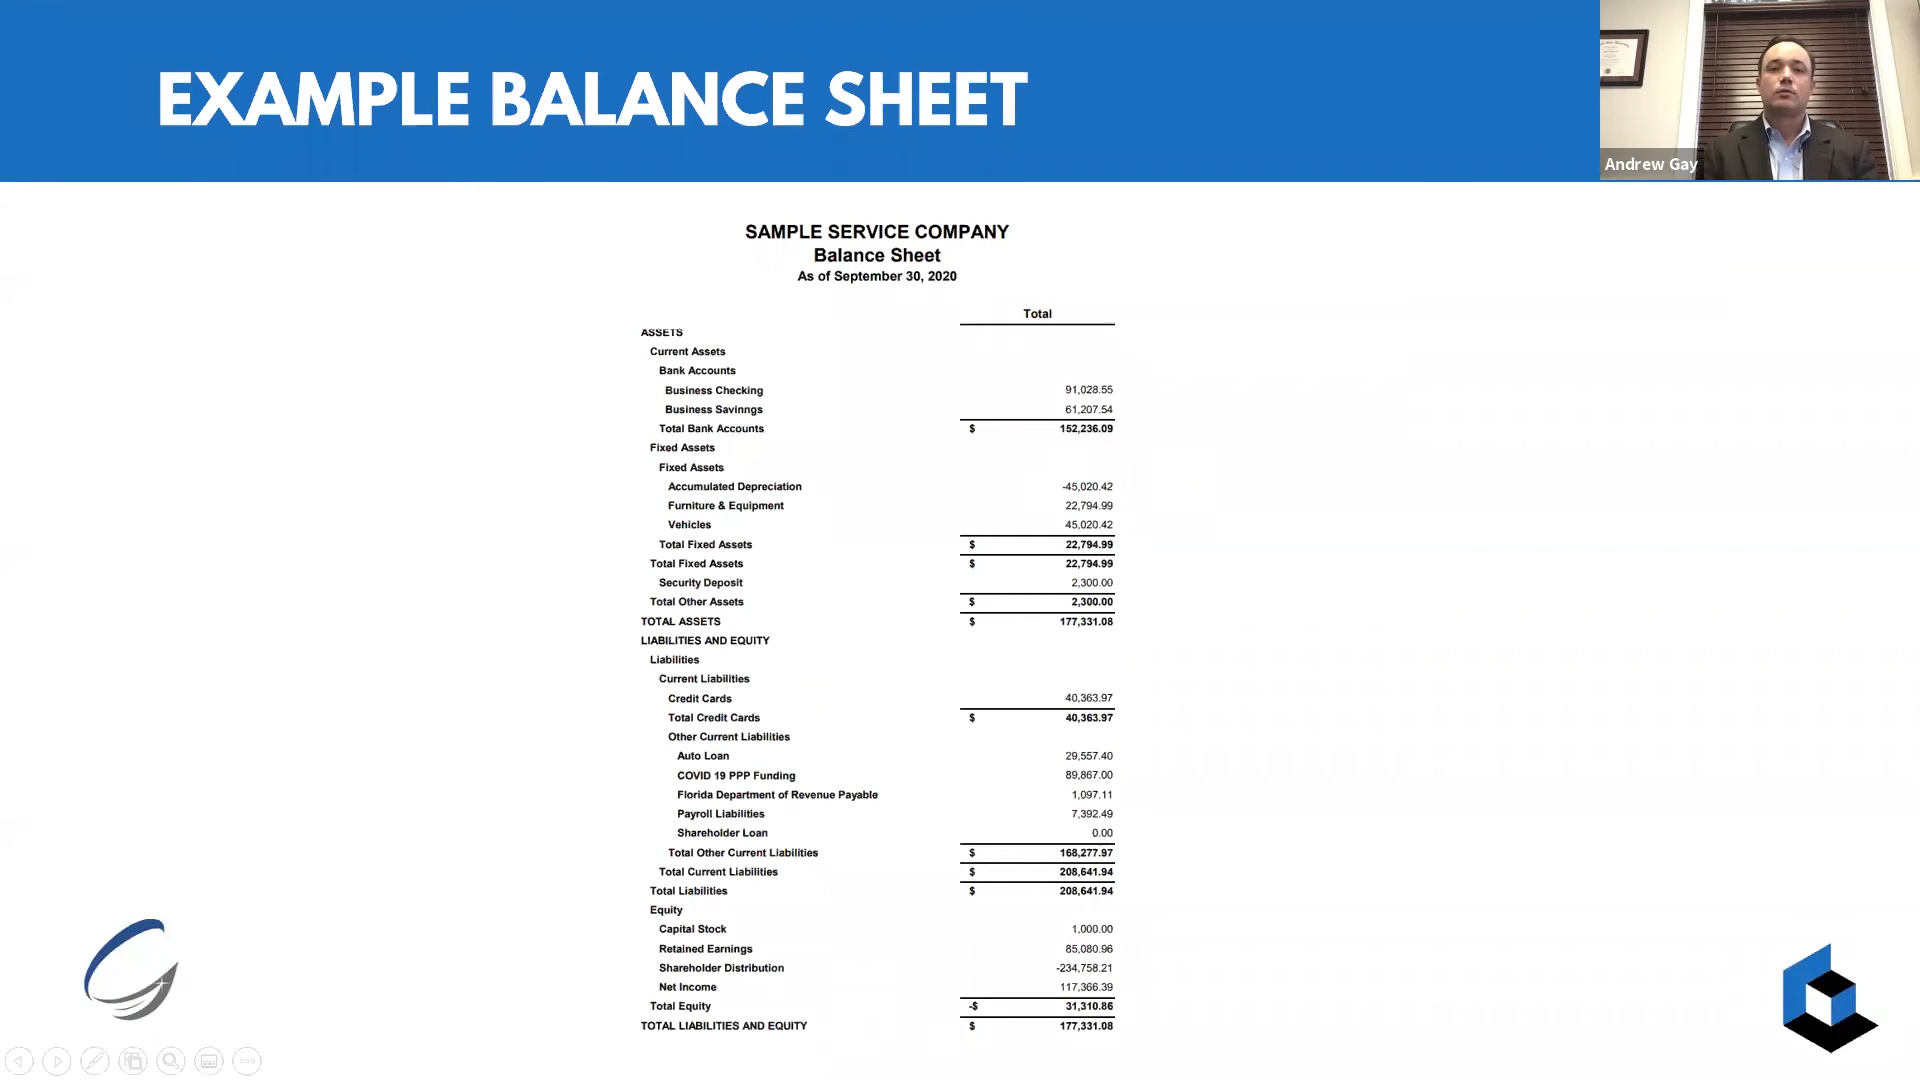 EXAMPLE BALANCE SHEET
Andrew Gay
SAMPLE SERVICE COMPANY
Balance Sheet
As of September 30, 2020
Total
ASSETS
Current Assets
Bank Accounts
Business Checking 91,028.55
Business Savinngs 61,207.54
Total Bank Accounts $ 152,236.09
Fixed Assets
Fixed Assets
Accumulated Depreciation -45,020.42
Furniture & Equipment 22,794.99
Vehicles 45,020.42
Total Fixed Assets $ 22,794.99
Total Fixed Assets $ 22,794.99
Security Deposit 2,300.00
Total Other Assets $ 2,300.00
TOTAL ASSETS $ 177,331.08
LIABILITIES AND EQUITY
Liabilities
Current Liabilities
Credit Cards 40,363.97
Total Credit Cards $ 40,363.97
Other Current Liabilities
Auto Loan 29,557.40
COVID 19 PPP Funding 89,867.00
Florida Department of Revenue Payable 1,097.11
Payroll Liabilities 7,392.49
Shareholder Loan 0.00
Total Other Current Liabilities $ 168,277.97
Total Current Liabilities $ 208,641.94
Total Liabilities $ 208,641.94
Equity
Capital Stock 1,000.00
Retained Earnings 85,080.96
Shareholder Distribution -234,758.21
Net Income 117,366.39
Total Equity -$ 31,310.86
TOTAL LIABILITIES AND EQUITY $ 177,331.08